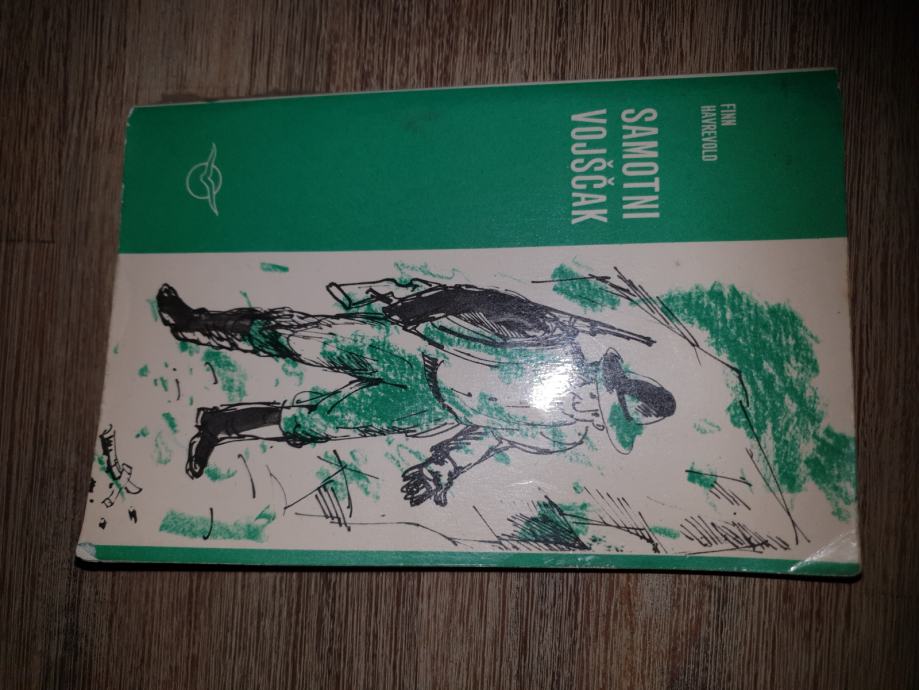 FINN
HAVREVOLD
SAMOTNI
VOJŠČAK